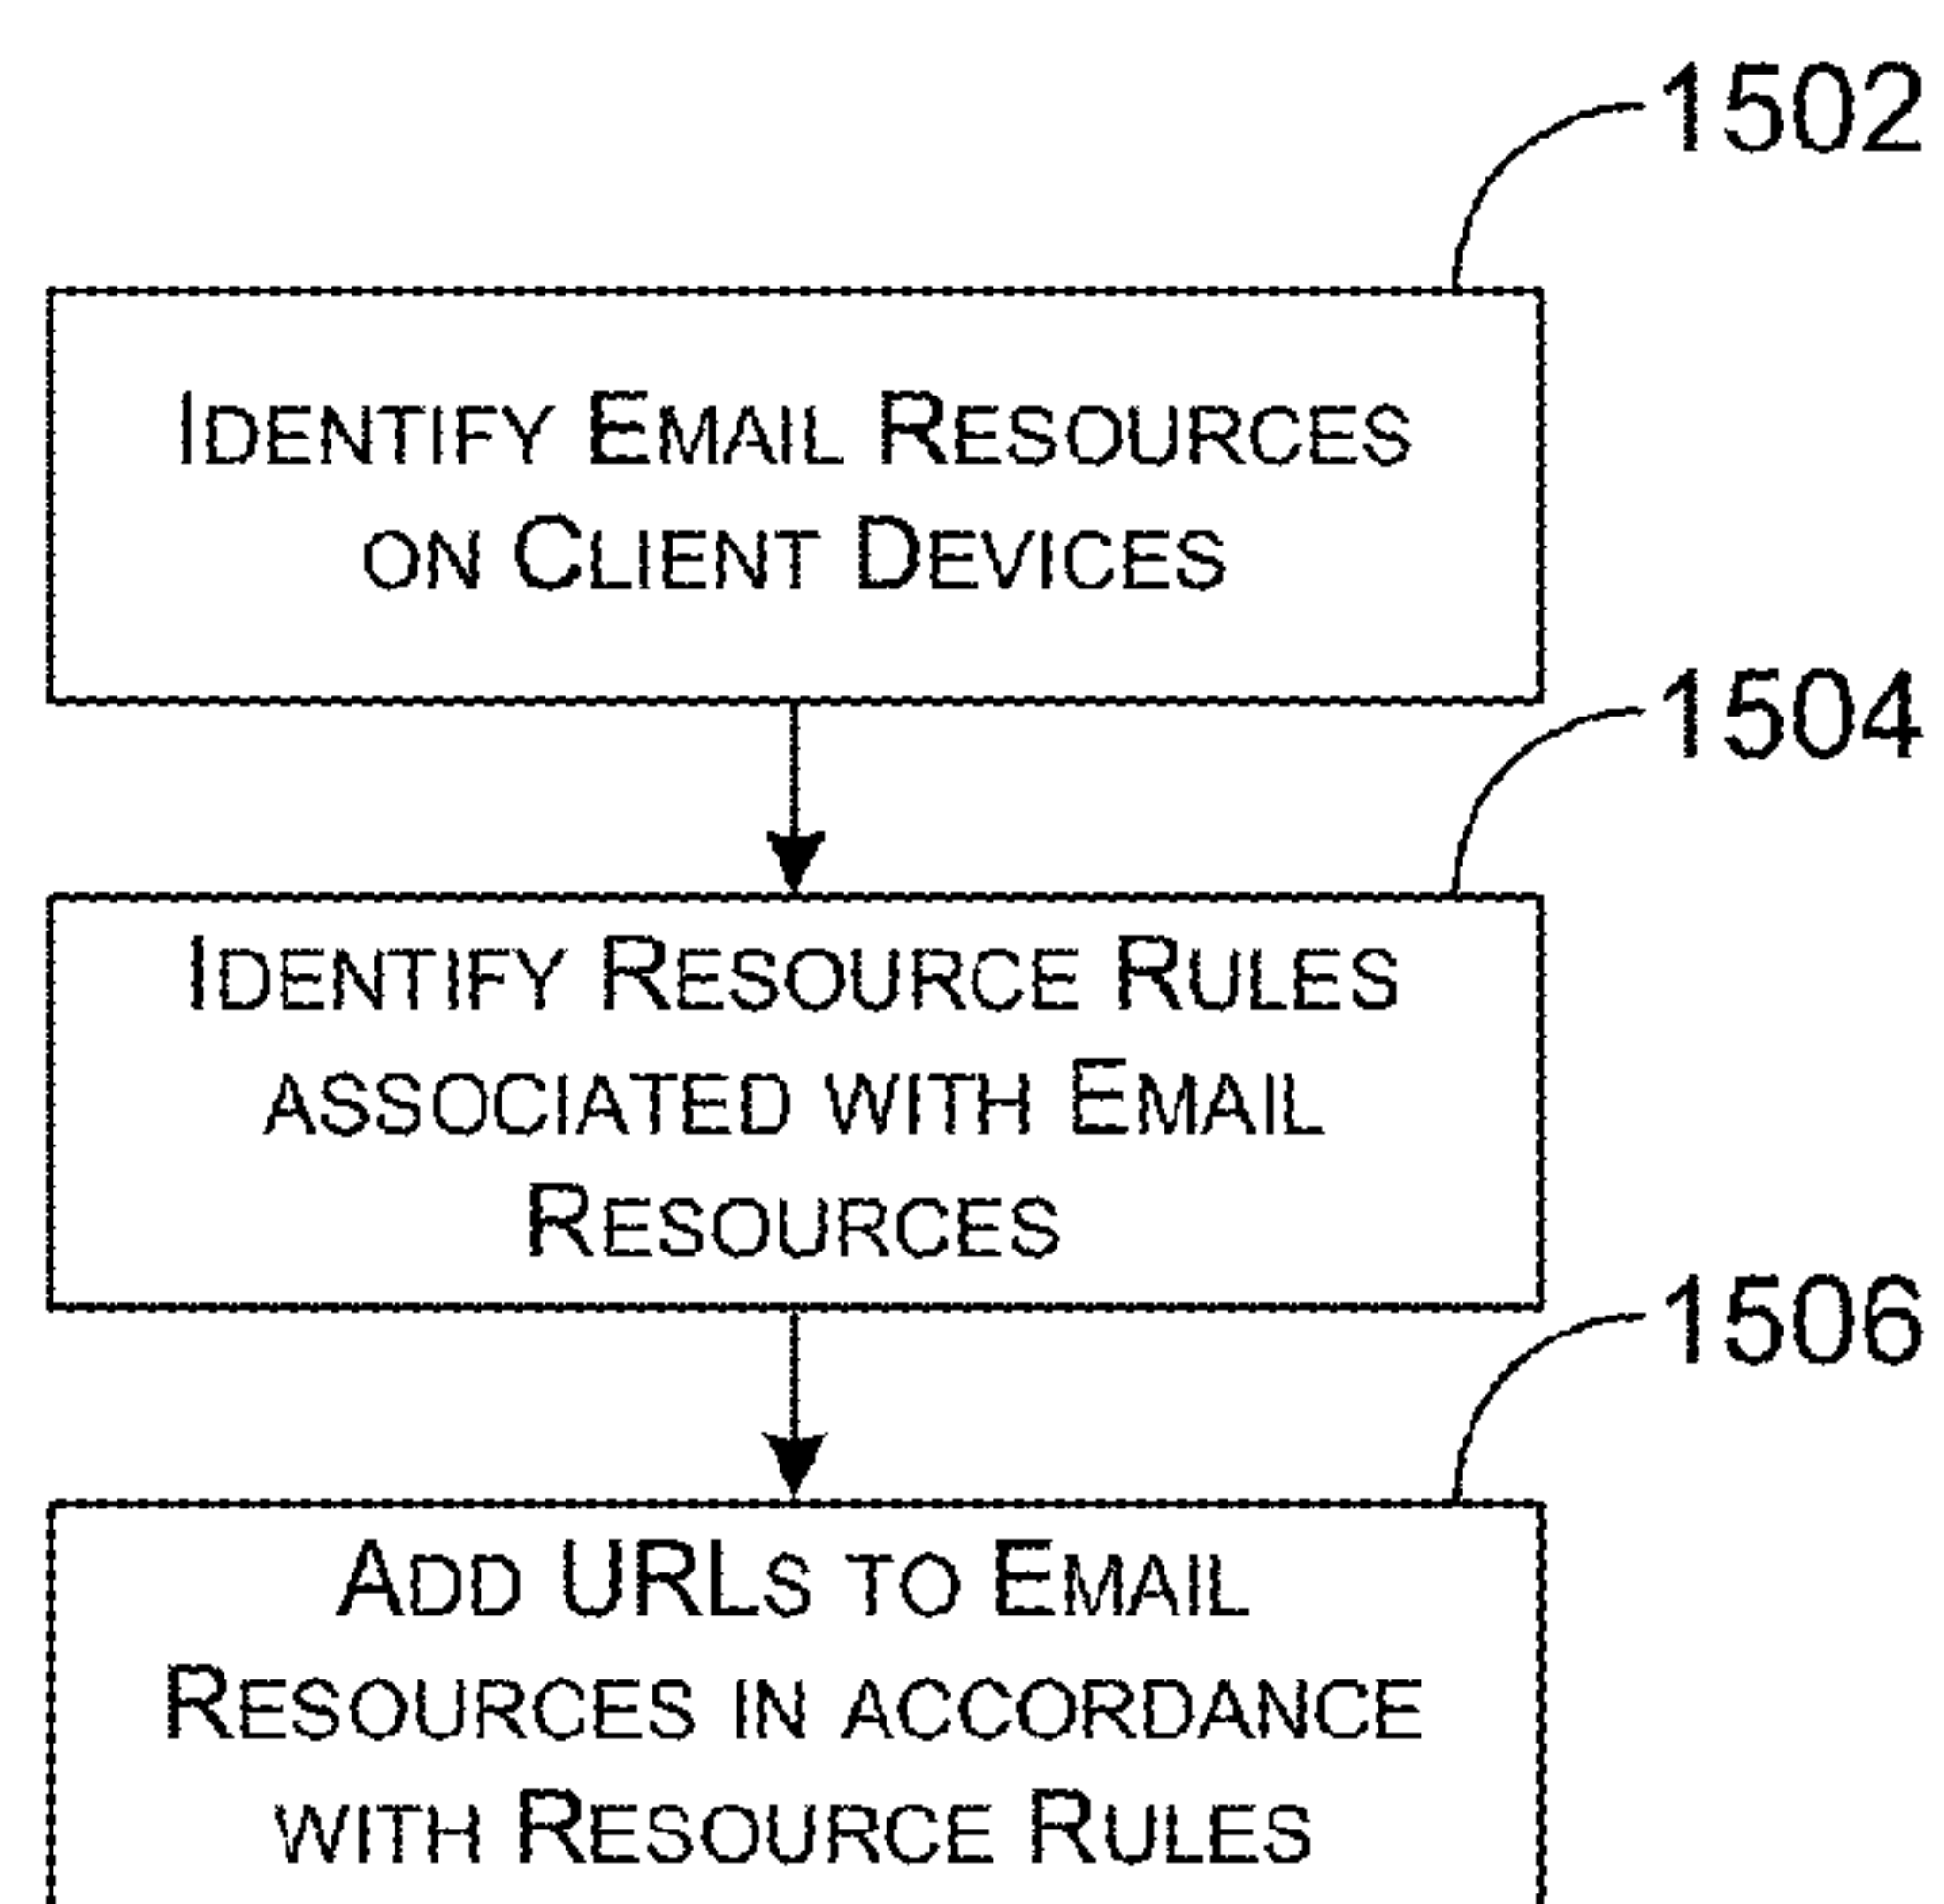 1502
IDENTIFY EMAIL RESOURCES
ON CLIENT DEVICES
1504
IDENTIFY RESOURCE RULES
ASSOCIATED WITH EMAIL
RESOURCES
1506
ADD URLS TO EMAIL
RESOURCES IN ACCORDANCE
WITH RESOURCE RULES